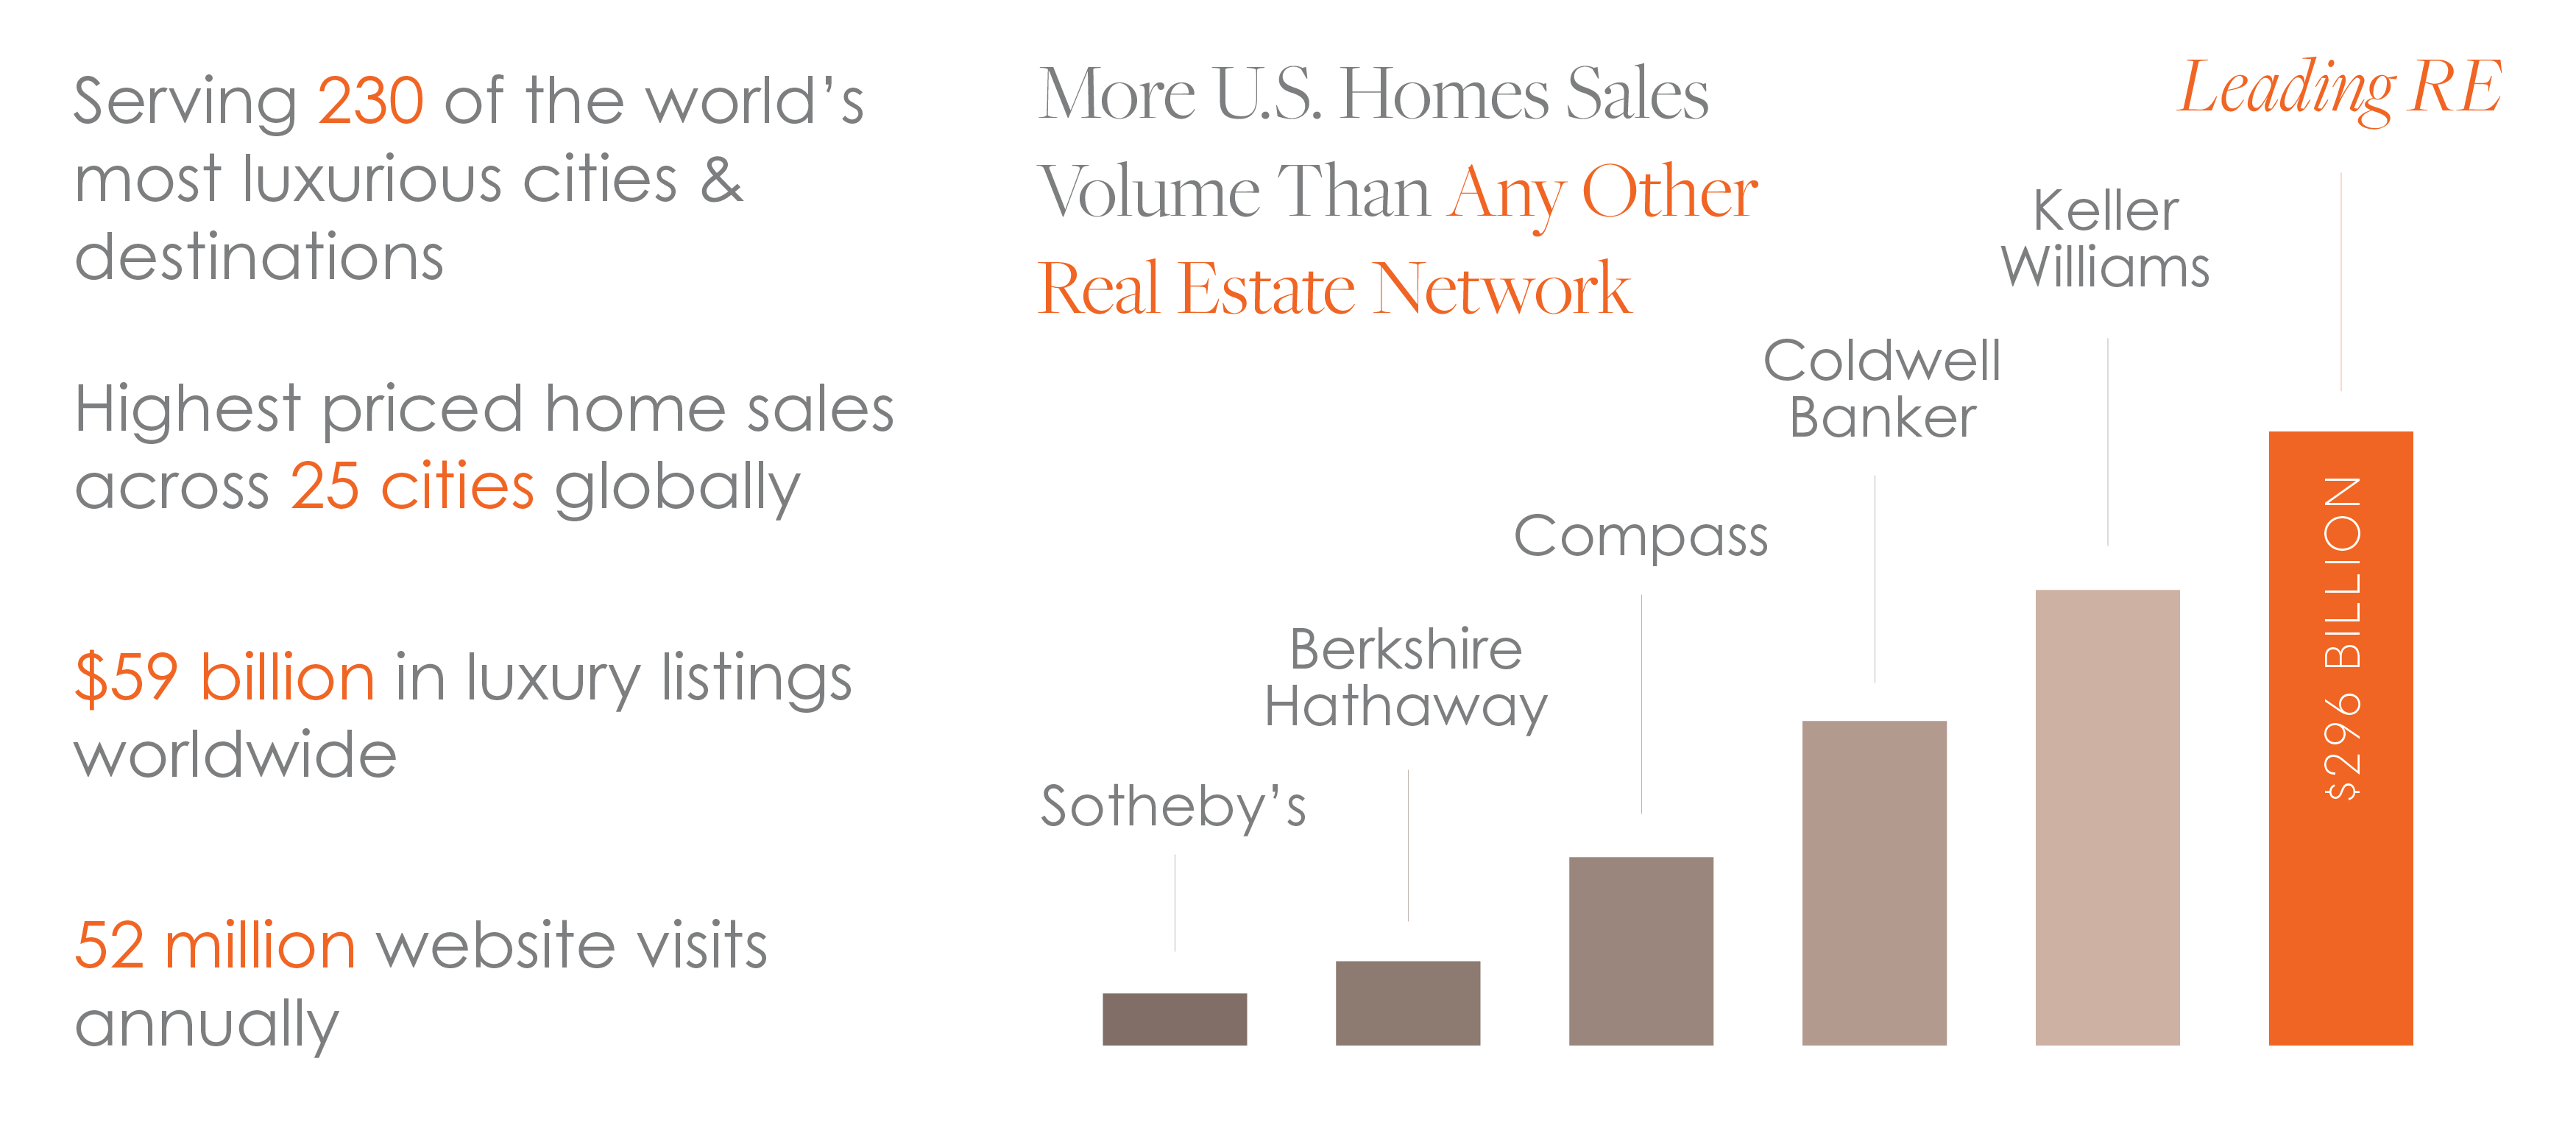 Serving 230 of the world’s
most luxurious cities &
destinations
Highest priced home sales
across 25 cities globally
$59 billion in luxury listings
worldwide
52 million website visits
annually
More U.S. Homes Sales
Volume Than Any Other
Real Estate Network
Sotheby’s
Berkshire
Hathaway
Compass
Coldwell
Banker
Keller
Williams
Leading RE
$296 BILLION